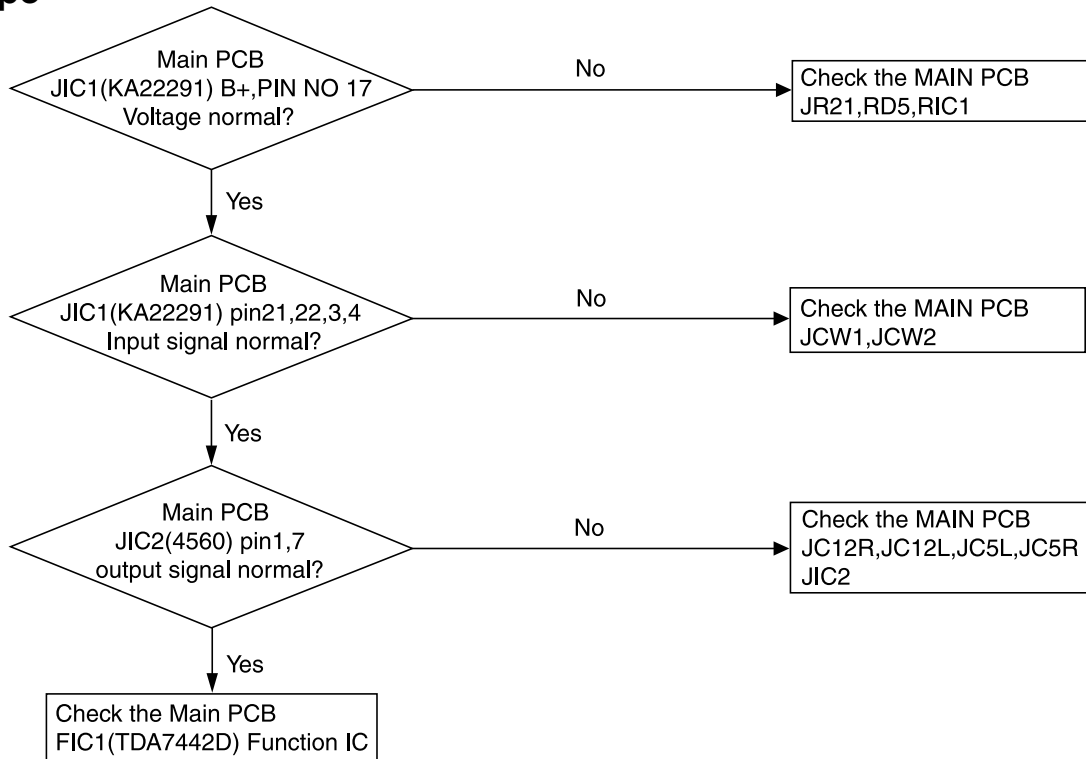 Main PCB
JIC1(KA22291) B+,PIN NO 17
Voltage normal?
No
Check the MAIN PCB
JR21,RD5,RIC1
Yes
Main PCB
JIC1(KA22291) pin21,22,3,4
Input signal normal?
No
Check the MAIN PCB
JCW1,JCW2
Yes
Main PCB
JIC2(4560) pin1,7
output signal normal?
No
Check the MAIN PCB
JC12R,JC12L,JC5L,JC5R
JIC2
Yes
Check the Main PCB
FIC1(TDA7442D) Function IC